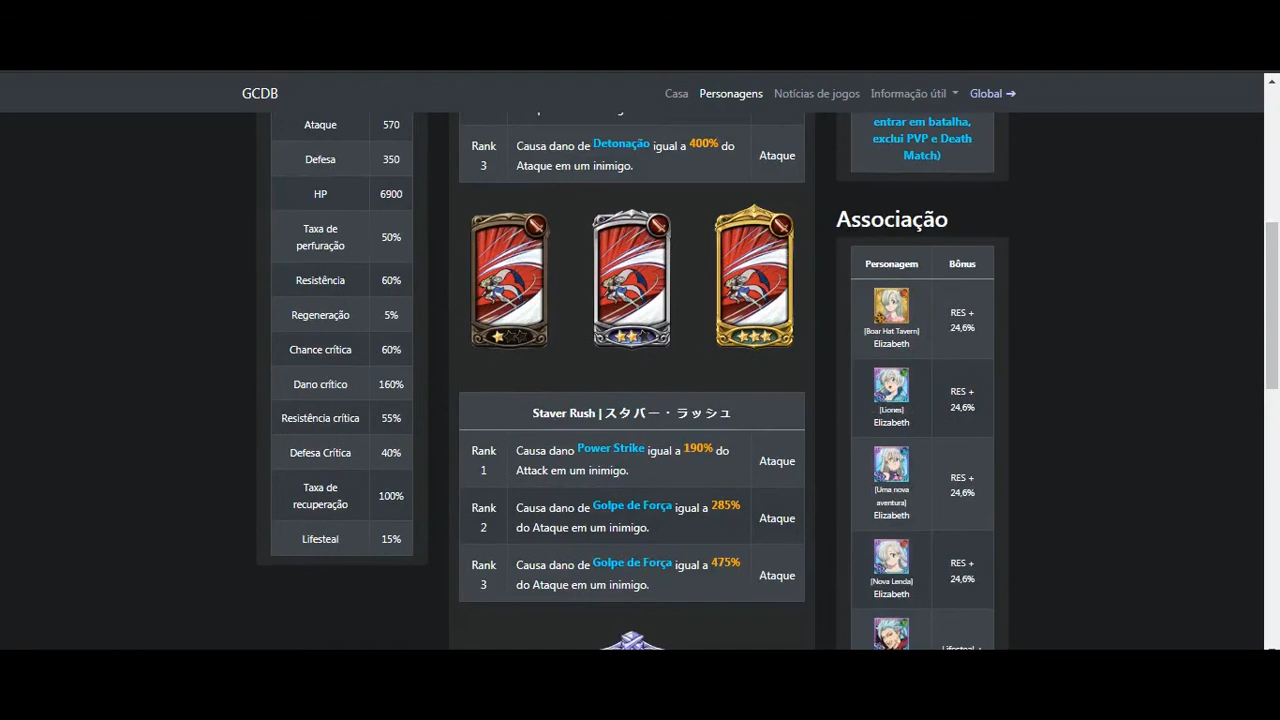 GCDB
Casa
Personagens
Notícias de jogos
Informação útil
Global ➔
Ataque 570
Defesa 350
HP 6900
Taxa de
perfuração
50%
Resistência 60%
Regeneração 5%
Chance crítica 60%
Dano crítico 160%
Resistência crítica 55%
Defesa Crítica 40%
Taxa de
recuperação
100%
Lifesteal 15%
Rank
3
Causa dano de Detonação igual a 400% do
Ataque em um inimigo.
Ataque
Staver Rush | スタバー・ラッシュ
Rank
1
Causa dano Power Strike igual a 190% do
Attack em um inimigo.
Ataque
Rank
2
Causa dano de Golpe de Força igual a 285%
do Ataque em um inimigo.
Ataque
Rank
3
Causa dano de Golpe de Força igual a 475%
do Ataque em um inimigo.
Ataque
entrar em batalha,
exclui PVP e Death
Match)
Associação
Personagem Bônus
[Boar Hat Tavern]
Elizabeth
RES +
24,6%
[Liones]
Elizabeth
RES +
24,6%
[Uma nova
aventura]
Elizabeth
RES +
24,6%
[Nova Lenda]
Elizabeth
RES +
24,6%